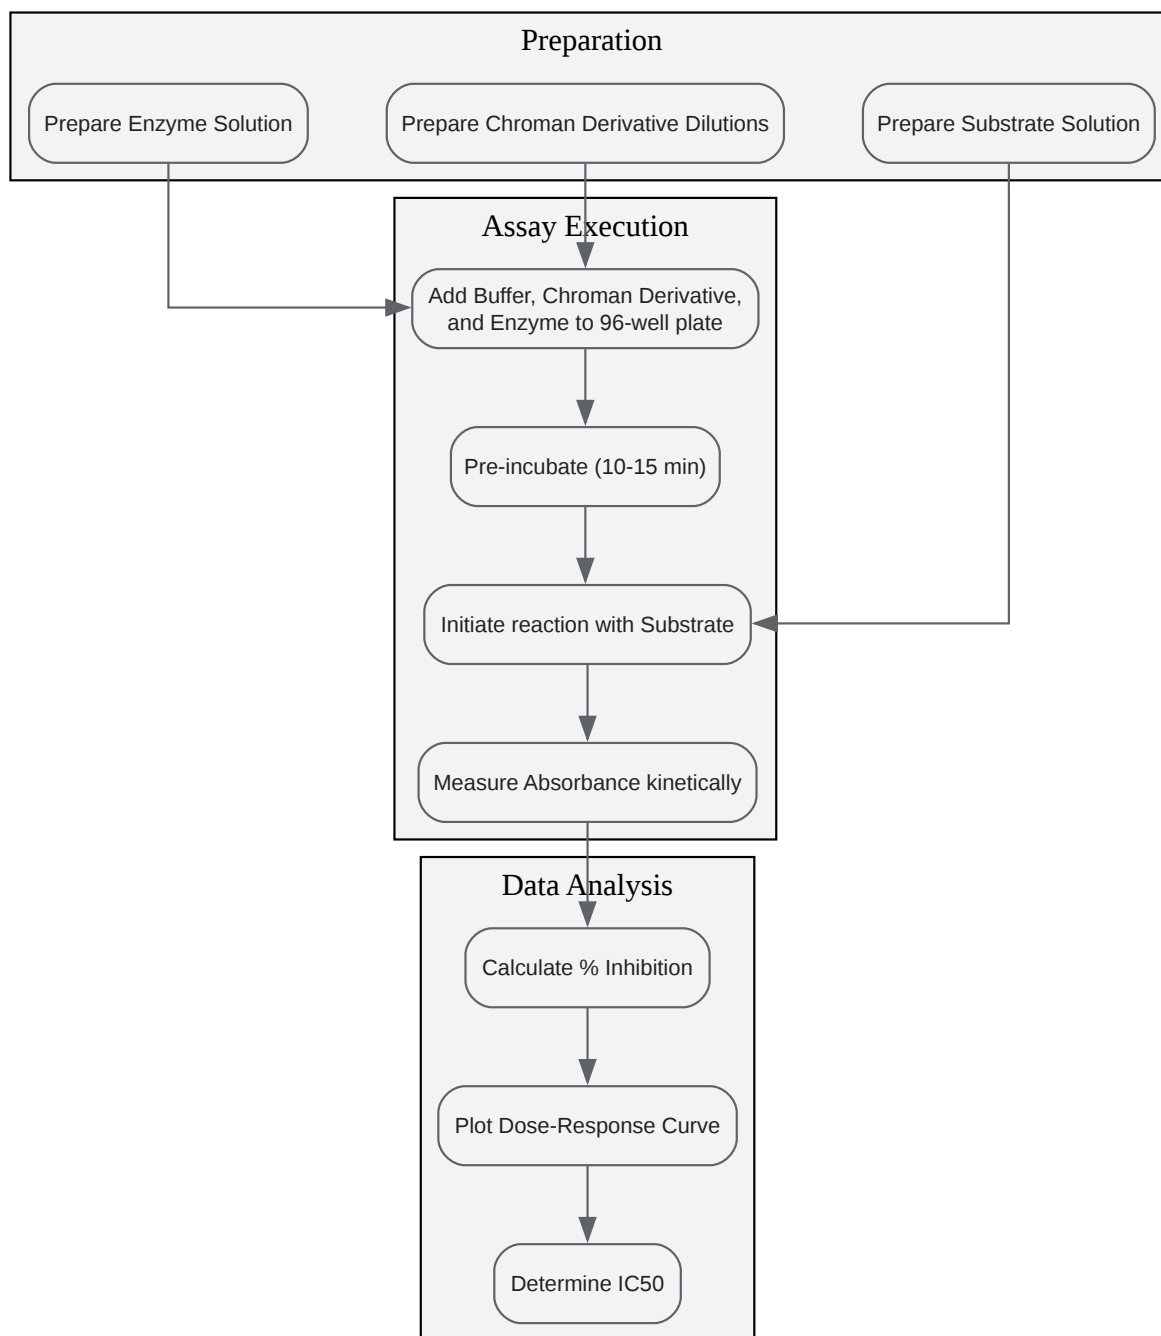 Preparation
Prepare Enzyme Solution
Prepare Chroman Derivative Dilutions
Prepare Substrate Solution
Assay Execution
Add Buffer, Chroman Derivative,
and Enzyme to 96-well plate
Pre-incubate (10-15 min)
Initiate reaction with Substrate
Measure Absorbance kinetically
Data Analysis
Calculate % Inhibition
Plot Dose-Response Curve
Determine IC50